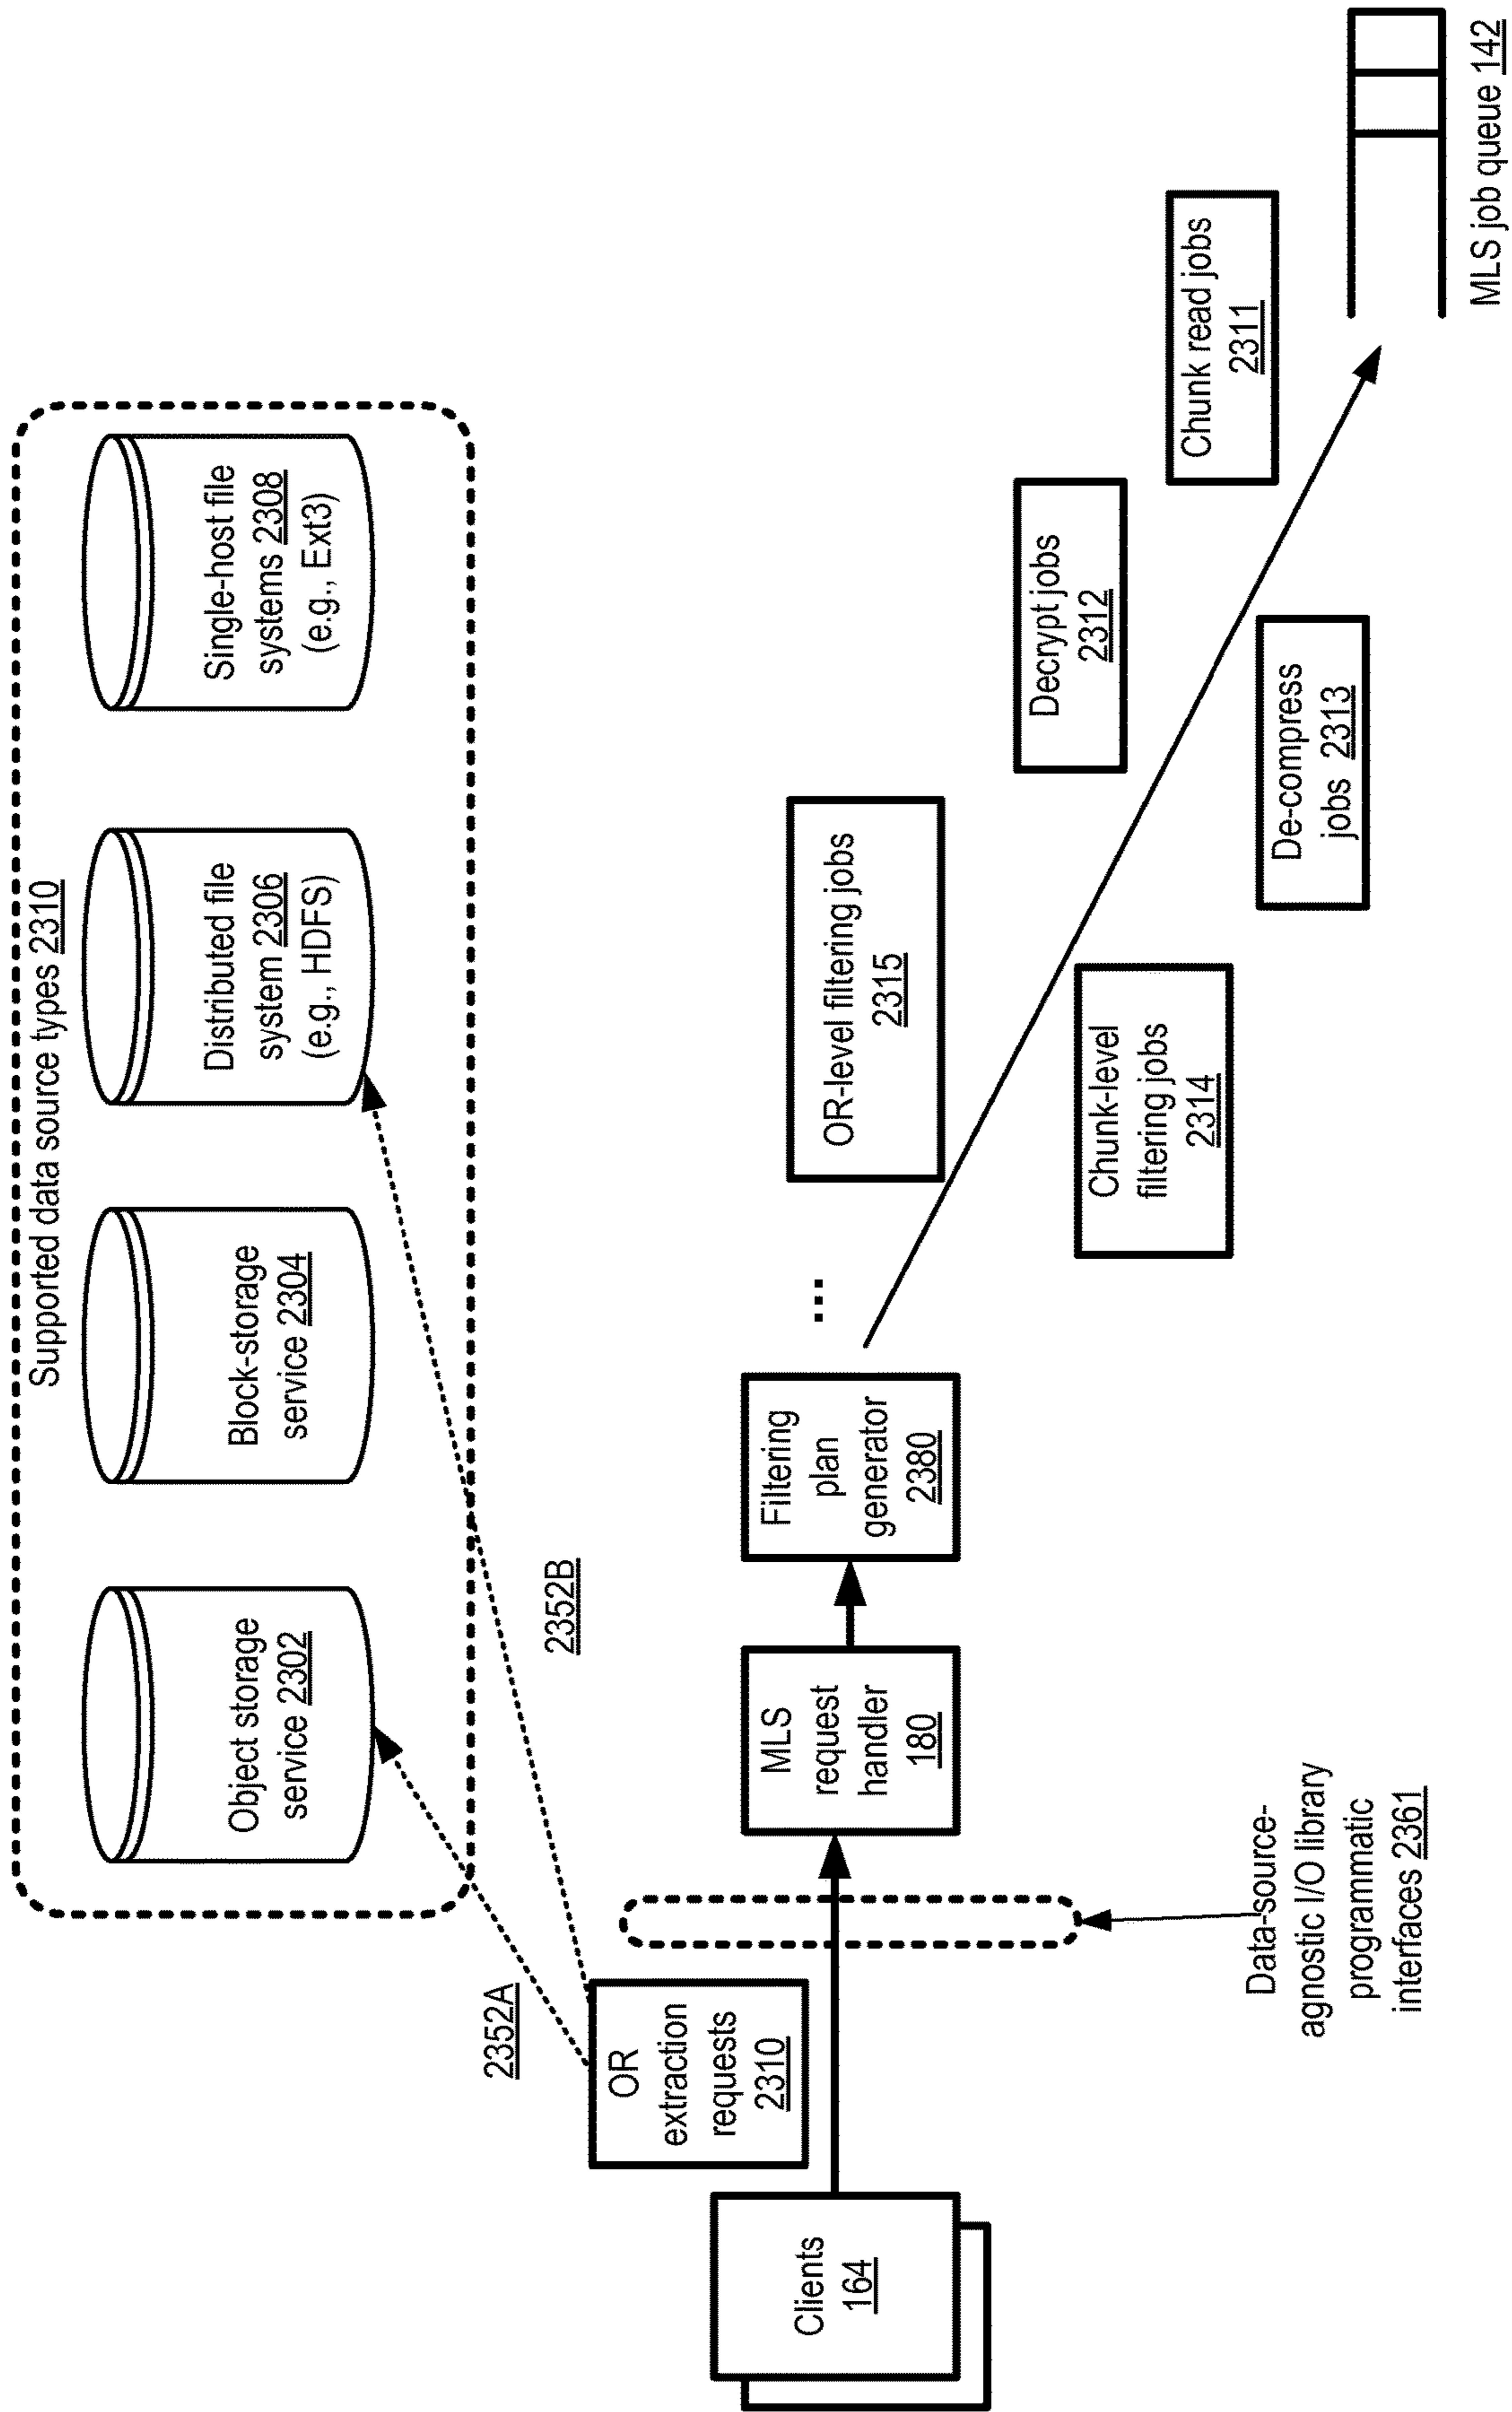 Supported data source types 2310
Object storage
service 2302
Block-storage
service 2304
Distributed file
system 2306
(e.g., HDFS)
Single-host file
systems 2308
(e.g., Ext3)
2352A
2352B
OR
extraction
requests
2310
Clients
164
MLS
request
handler
180
Filtering
plan
generator
2380
...
OR-level filtering jobs
2315
Decrypt jobs
2312
Chunk read jobs
2311
Chunk-level
filtering jobs
2314
De-compress
jobs 2313
Data-source-
agnostic I/O library
programmatic
interfaces 2361
MLS job queue 142